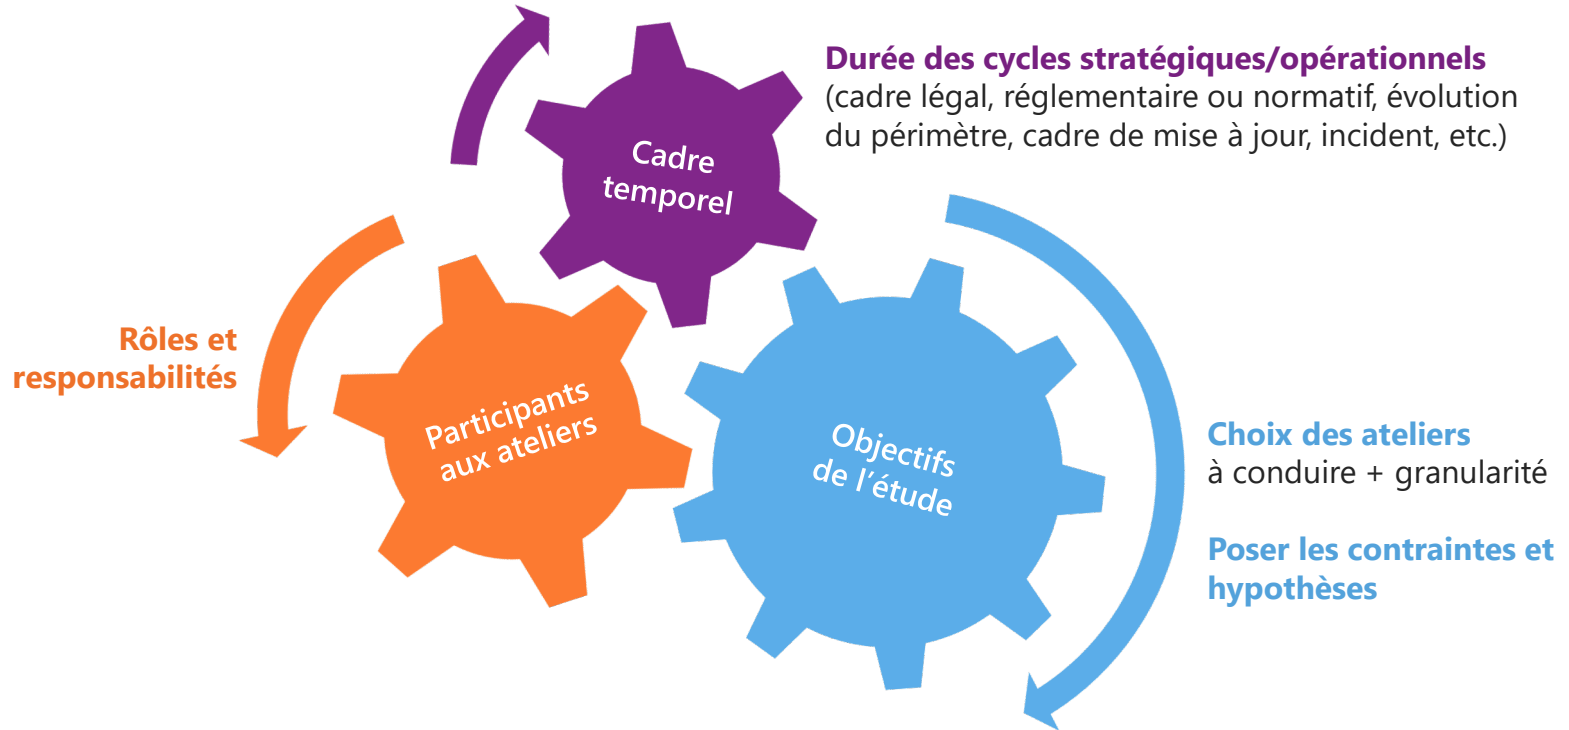 Durée des cycles stratégiques/opérationnels
(cadre légal, réglementaire ou normatif, évolution
du périmètre, cadre de mise à jour, incident, etc.)
Cadre
temporel
Rôles et
responsabilités
Participants
aux ateliers
Objectifs
de l’étude
Choix des ateliers
à conduire + granularité
Poser les contraintes et
hypothèses